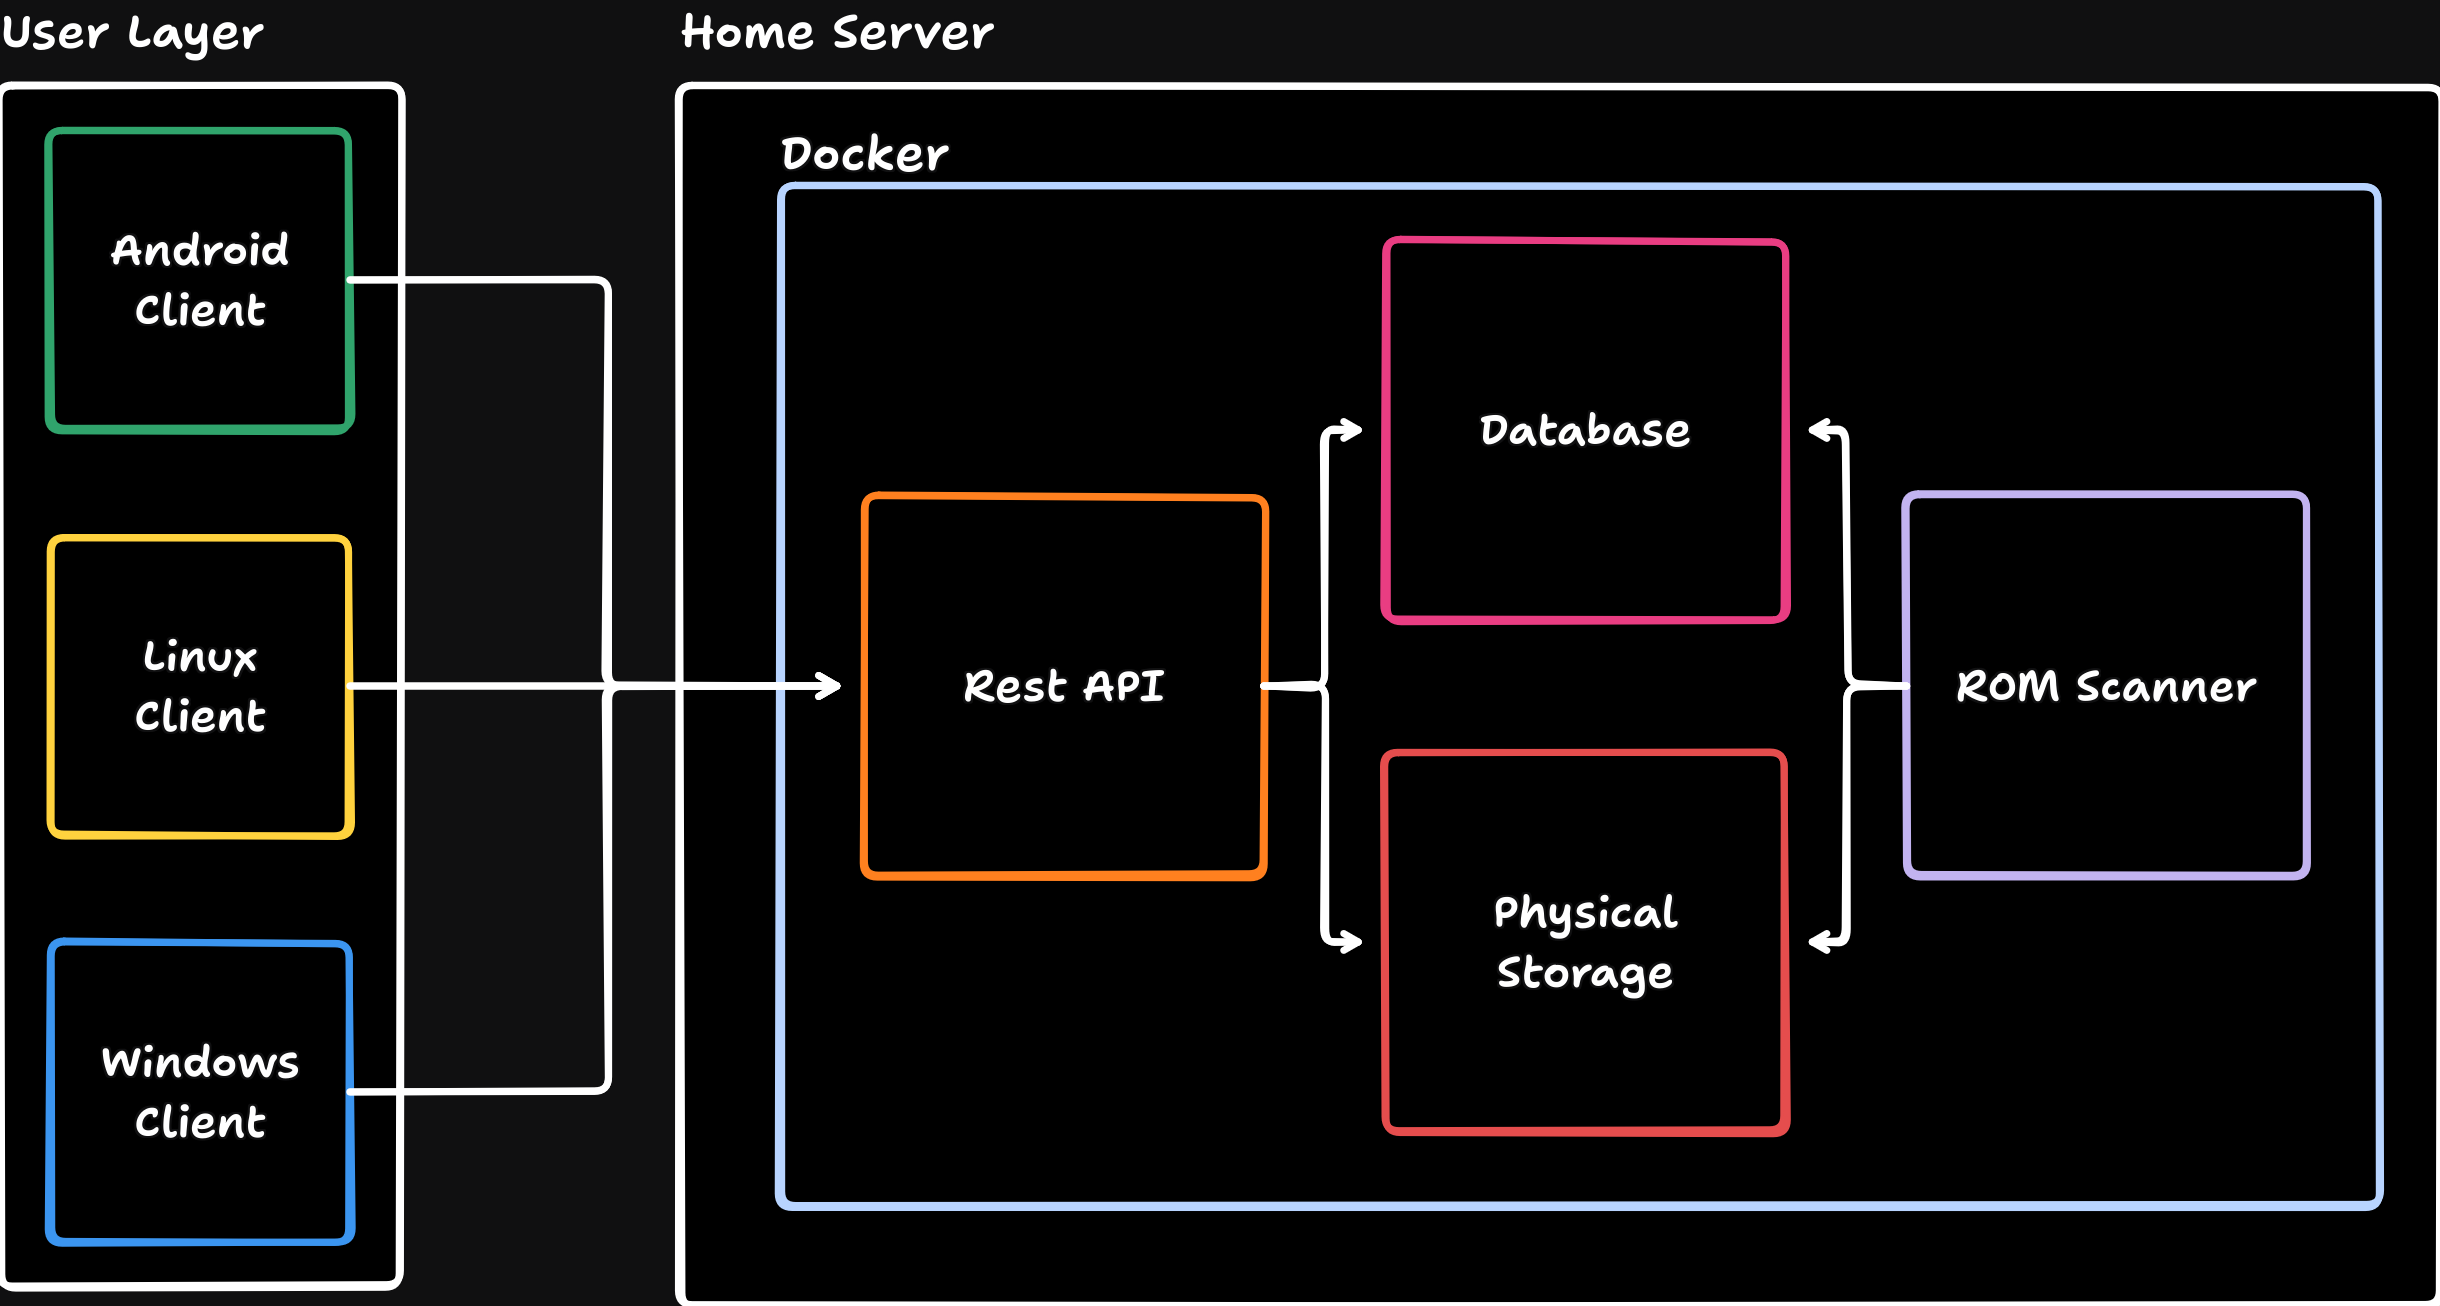 User Layer
Home Server
Docker
Android
Client
Linux
Client
Windows
Client
Rest API
Database
Physical
Storage
ROM Scanner